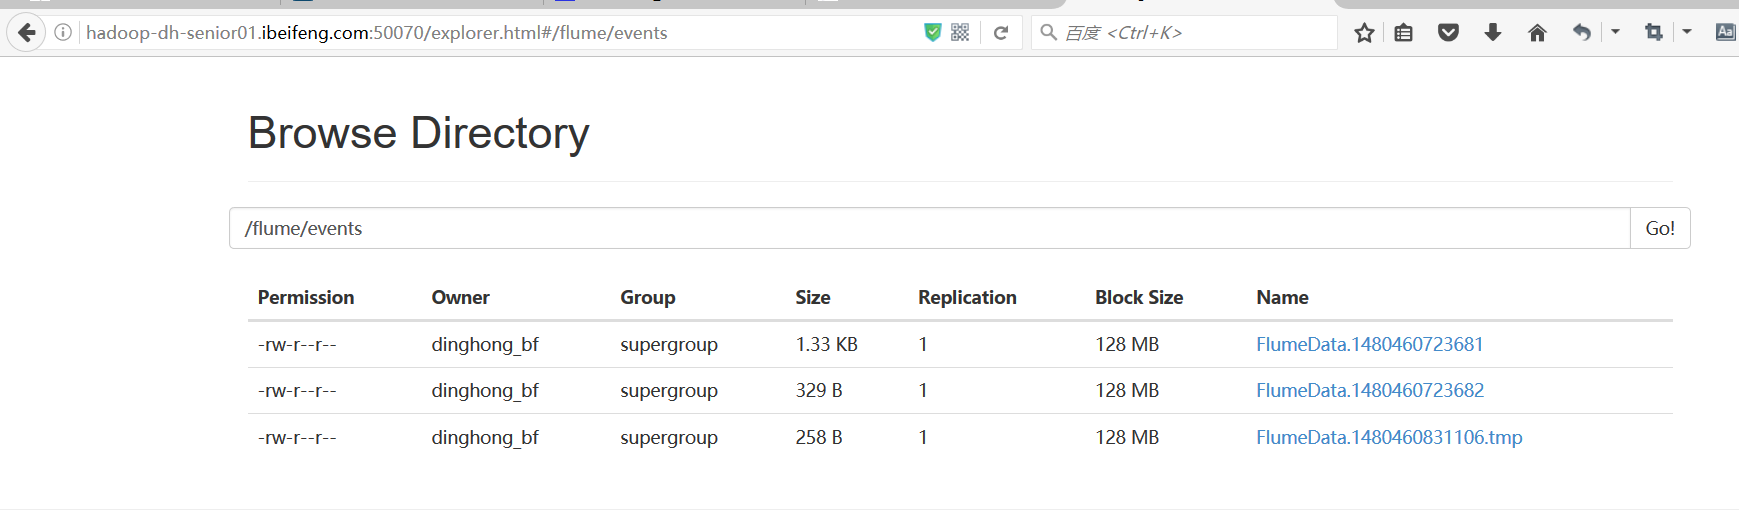 hadoop-dh-senior01.ibeifeng.com:50070/explorer.html#/flume/events 百度 <Ctrl+K>
Browse Directory
/flume/events Go!
Permission Owner Group Size Replication Block Size Name
-rw-r--r-- dinghong_bf supergroup 1.33 KB 1 128 MB FlumeData.1480460723681
-rw-r--r-- dinghong_bf supergroup 329 B 1 128 MB FlumeData.1480460723682
-rw-r--r-- dinghong_bf supergroup 258 B 1 128 MB FlumeData.1480460831106.tmp